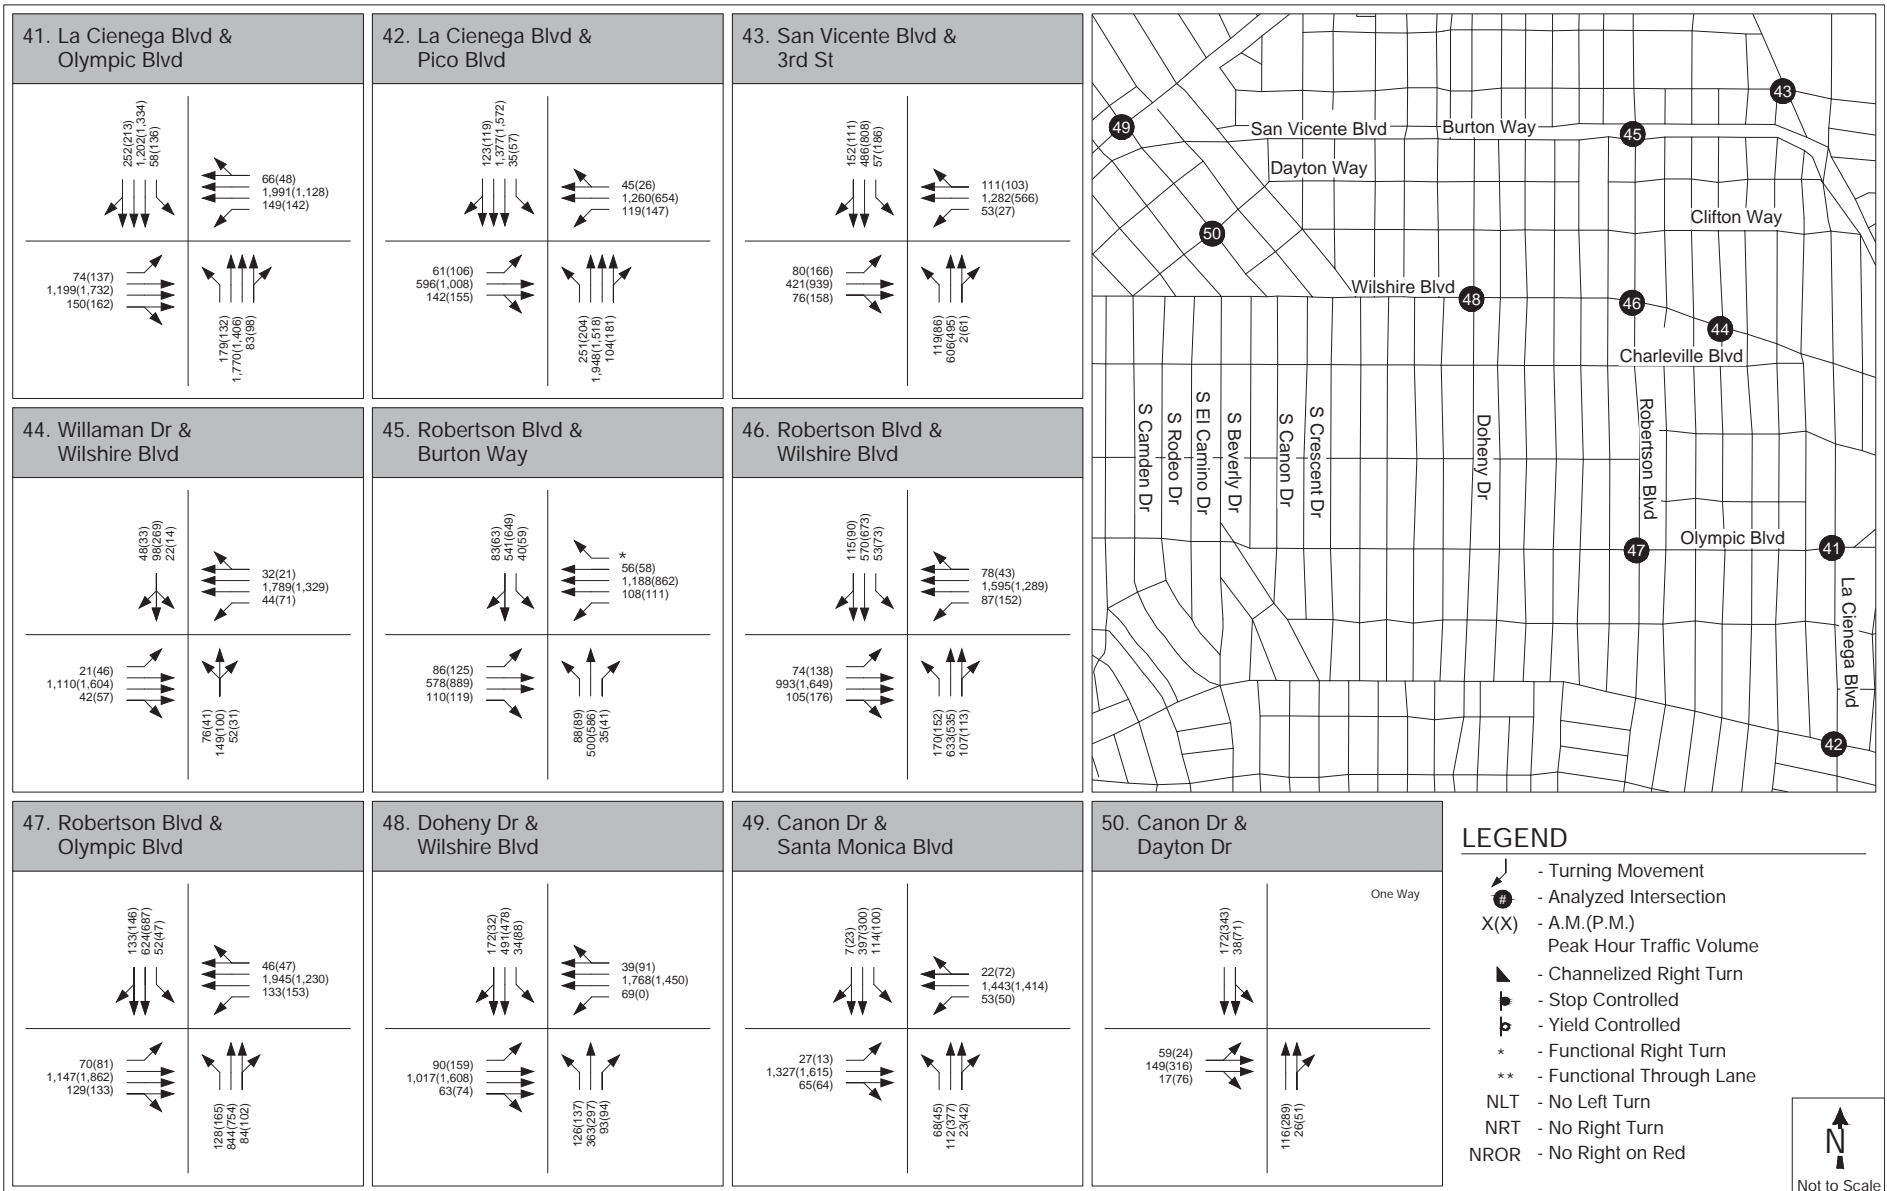 41. La Cienega Blvd &
Olympic Blvd
252(213)
1,202(1,334)
58(136)
66(48)
1,991(1,128)
149(142)
74(137)
1,199(1,732)
150(162)
179(132)
1,770(1,406)
83(98)
42. La Cienega Blvd &
Pico Blvd
123(119)
1,377(1,572)
35(57)
45(26)
1,260(654)
119(147)
61(106)
596(1,008)
142(155)
251(204)
1,948(1,518)
104(181)
43. San Vicente Blvd &
3rd St
152(111)
486(808)
57(186)
111(103)
1,282(566)
53(27)
80(166)
421(939)
76(158)
119(86)
606(495)
2(61)
44. Willaman Dr &
Wilshire Blvd
48(33)
98(269)
22(14)
32(21)
1,789(1,329)
44(71)
21(46)
1,110(1,604)
42(57)
76(41)
149(100)
52(31)
45. Robertson Blvd &
Burton Way
83(63)
541(649)
40(59)
*
56(58)
1,188(862)
108(111)
86(125)
578(889)
110(119)
88(89)
500(586)
35(41)
46. Robertson Blvd &
Wilshire Blvd
115(90)
570(673)
53(73)
78(43)
1,595(1,289)
87(152)
74(138)
993(1,649)
105(176)
170(152)
633(535)
107(113)
47. Robertson Blvd &
Olympic Blvd
133(146)
624(687)
52(47)
46(47)
1,945(1,230)
133(153)
70(81)
1,147(1,862)
129(133)
128(165)
844(754)
84(102)
48. Doheny Dr &
Wilshire Blvd
172(32)
491(478)
34(88)
39(91)
1,768(1,450)
69(0)
90(159)
1,017(1,608)
63(74)
126(137)
363(297)
93(94)
49. Canon Dr &
Santa Monica Blvd
7(23)
397(300)
114(100)
22(72)
1,443(1,414)
53(50)
27(13)
1,327(1,615)
65(64)
68(45)
112(377)
23(42)
50. Canon Dr &
Dayton Dr
One Way
172(343)
38(71)
59(24)
149(316)
17(76)
116(289)
26(51)
43
49
San Vicente Blvd
Burton Way
45
Dayton Way
Clifton Way
50
Wilshire Blvd
48
46
44
Charleville Blvd
S Camden Dr
S Rodeo Dr
S El Camino Dr
S Beverly Dr
S Canon Dr
S Crescent Dr
Doheny Dr
Robertson Blvd
Olympic Blvd
47
41
La Cienega Blvd
42
LEGEND
- Turning Movement
# - Analyzed Intersection
X(X) - A.M.(P.M.)
Peak Hour Traffic Volume
- Channelized Right Turn
- Stop Controlled
- Yield Controlled
* - Functional Right Turn
** - Functional Through Lane
NLT - No Left Turn
NRT - No Right Turn
NROR - No Right on Red
N
Not to Scale